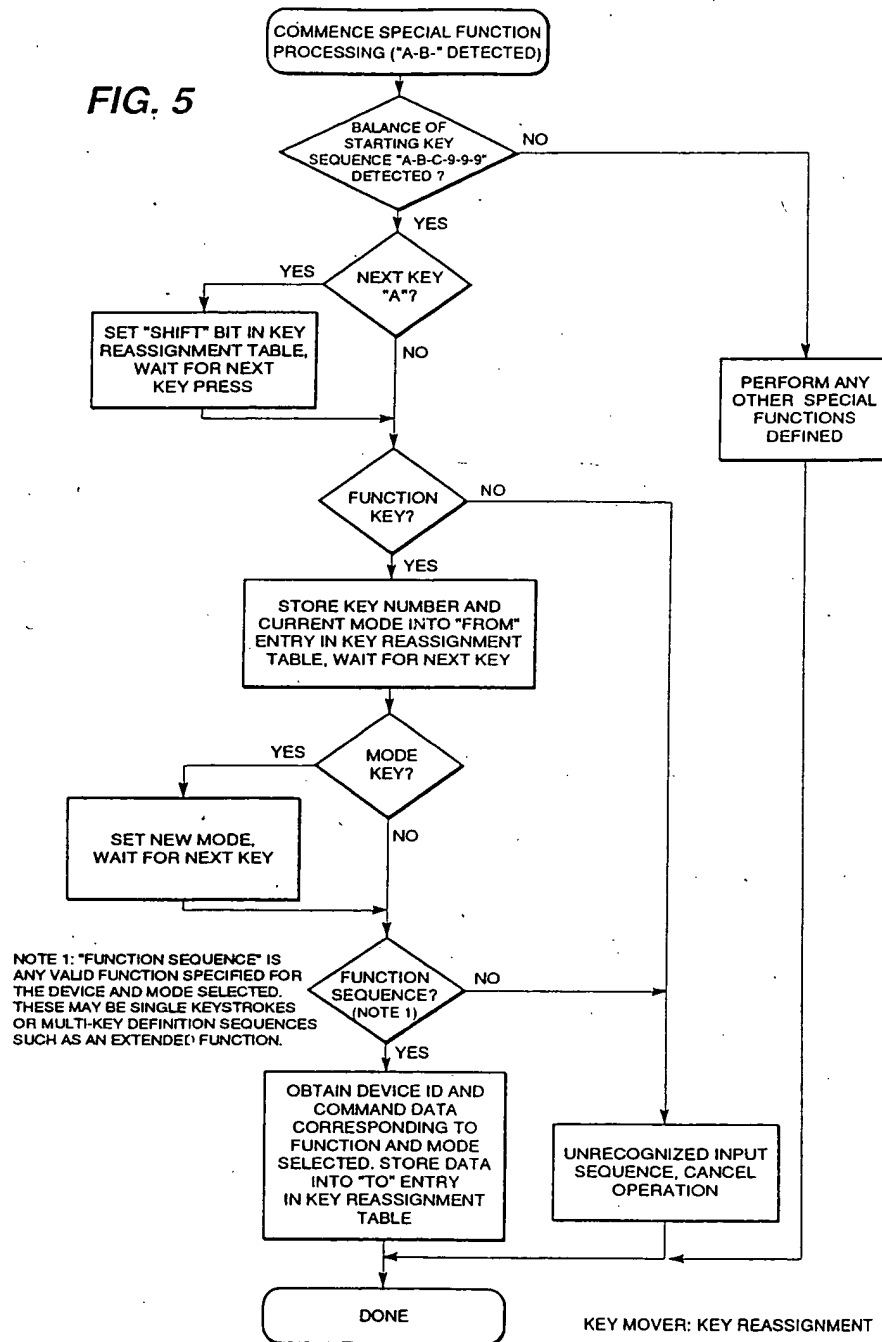 COMMENCE SPECIAL FUNCTION
PROCESSING ("A-B-" DETECTED)
FIG. 5
BALANCE OF
STARTING KEY
SEQUENCE "A-B-C-9-9-9"
DETECTED ?
NO
YES
YES
NEXT KEY
"A"?
SET "SHIFT" BIT IN KEY
REASSIGNMENT TABLE,
WAIT FOR NEXT
KEY PRESS
NO
PERFORM ANY
OTHER SPECIAL
FUNCTIONS
DEFINED
FUNCTION
KEY?
NO
YES
STORE KEY NUMBER AND
CURRENT MODE INTO "FROM"
ENTRY IN KEY REASSIGNMENT
TABLE, WAIT FOR NEXT KEY
YES
MODE
KEY?
SET NEW MODE,
WAIT FOR NEXT KEY
NO
NOTE 1: "FUNCTION SEQUENCE" IS
ANY VALID FUNCTION SPECIFIED FOR
THE DEVICE AND MODE SELECTED.
THESE MAY BE SINGLE KEYSTROKES
OR MULTI-KEY DEFINITION SEQUENCES
SUCH AS AN EXTENDED FUNCTION.
FUNCTION
SEQUENCE?
(NOTE 1)
NO
YES
OBTAIN DEVICE ID AND
COMMAND DATA
CORRESPONDING TO
FUNCTION AND MODE
SELECTED. STORE DATA
INTO "TO" ENTRY
IN KEY REASSIGNMENT
TABLE
UNRECOGNIZED INPUT
SEQUENCE, CANCEL
OPERATION
DONE
KEY MOVER: KEY REASSIGNMENT